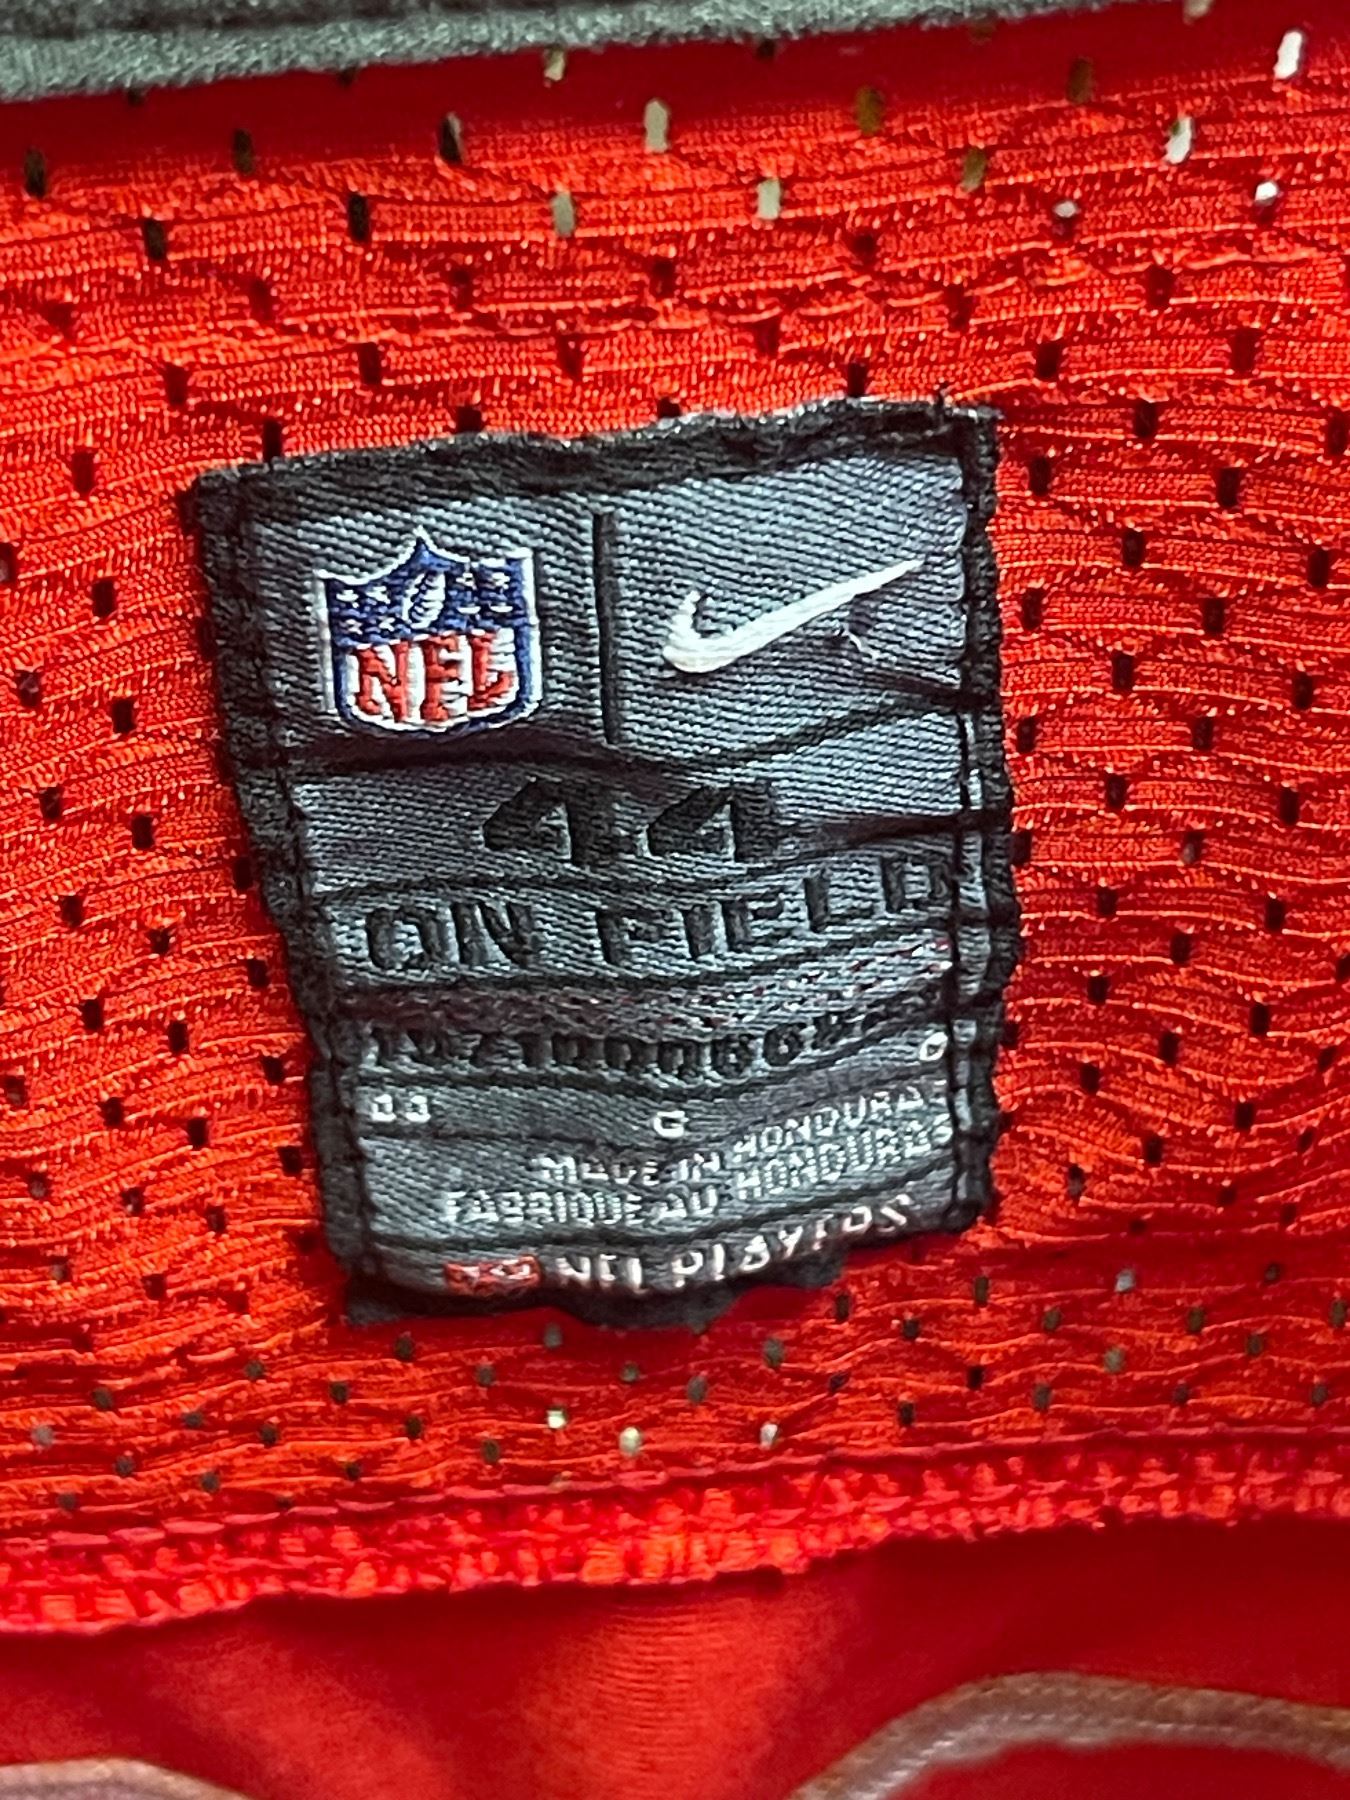 NFL
44
ON FIELD
G
MADE IN HONDURAS
FABRIQUE AU HONDURAS
NFL PLAYERS